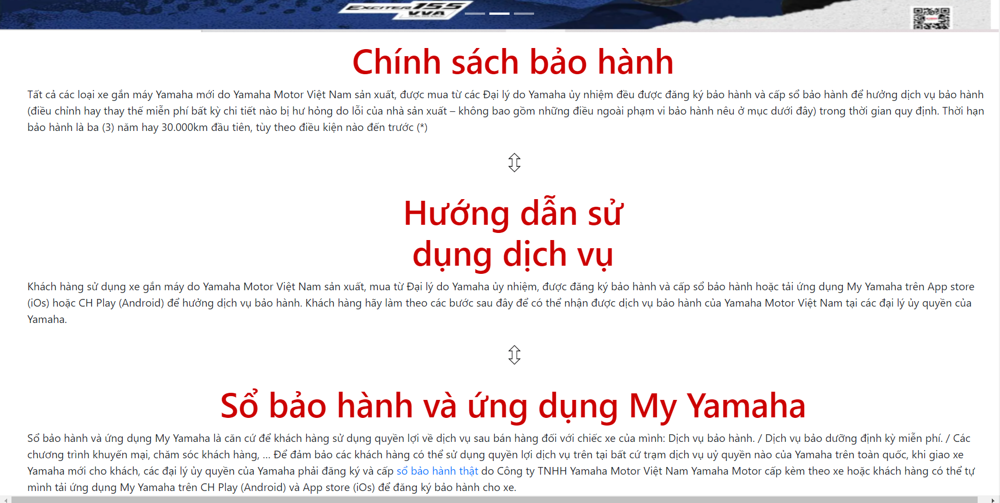 EXCITER 155
VVA
Chính sách bảo hành
Tất cả các loại xe gắn máy Yamaha mới do Yamaha Motor Việt Nam sản xuất, được mua từ các Đại lý do Yamaha ủy nhiệm đều được đăng ký bảo hành và cấp sổ bảo hành để hưởng dịch vụ bảo hành
(điều chỉnh hay thay thế miễn phí bất kỳ chi tiết nào bị hư hỏng do lỗi của nhà sản xuất – không bao gồm những điều ngoài phạm vi bảo hành nêu ở mục dưới đây) trong thời gian quy định. Thời hạn
bảo hành là ba (3) năm hay 30.000km đầu tiên, tùy theo điều kiện nào đến trước (*)
Hướng dẫn sử
dụng dịch vụ
Khách hàng sử dụng xe gắn máy do Yamaha Motor Việt Nam sản xuất, mua từ Đại lý do Yamaha ủy nhiệm, được đăng ký bảo hành và cấp sổ bảo hành hoặc tải ứng dụng My Yamaha trên App store
(iOs) hoặc CH Play (Android) để hưởng dịch vụ bảo hành. Khách hàng hãy làm theo các bước sau đây để có thể nhận được dịch vụ bảo hành của Yamaha Motor Việt Nam tại các đại lý ủy quyền của
Yamaha.
Sổ bảo hành và ứng dụng My Yamaha
Sổ bảo hành và ứng dụng My Yamaha là căn cứ để khách hàng sử dụng quyền lợi về dịch vụ sau bán hàng đối với chiếc xe của mình: Dịch vụ bảo hành. / Dịch vụ bảo dưỡng định kỳ miễn phí. / Các
chương trình khuyến mại, chăm sóc khách hàng, ... Để đảm bảo các khách hàng có thể sử dụng quyền lợi dịch vụ trên tại bất cứ trạm dịch vụ uỷ quyền nào của Yamaha trên toàn quốc, khi giao xe
Yamaha mới cho khách, các đại lý ủy quyền của Yamaha phải đăng ký và cấp sổ bảo hành thật do Công ty TNHH Yamaha Motor Việt Nam Yamaha Motor cấp kèm theo xe hoặc khách hàng có thể tự
mình tải ứng dụng My Yamaha trên CH Play (Android) và App store (iOs) để đăng ký bảo hành cho xe.